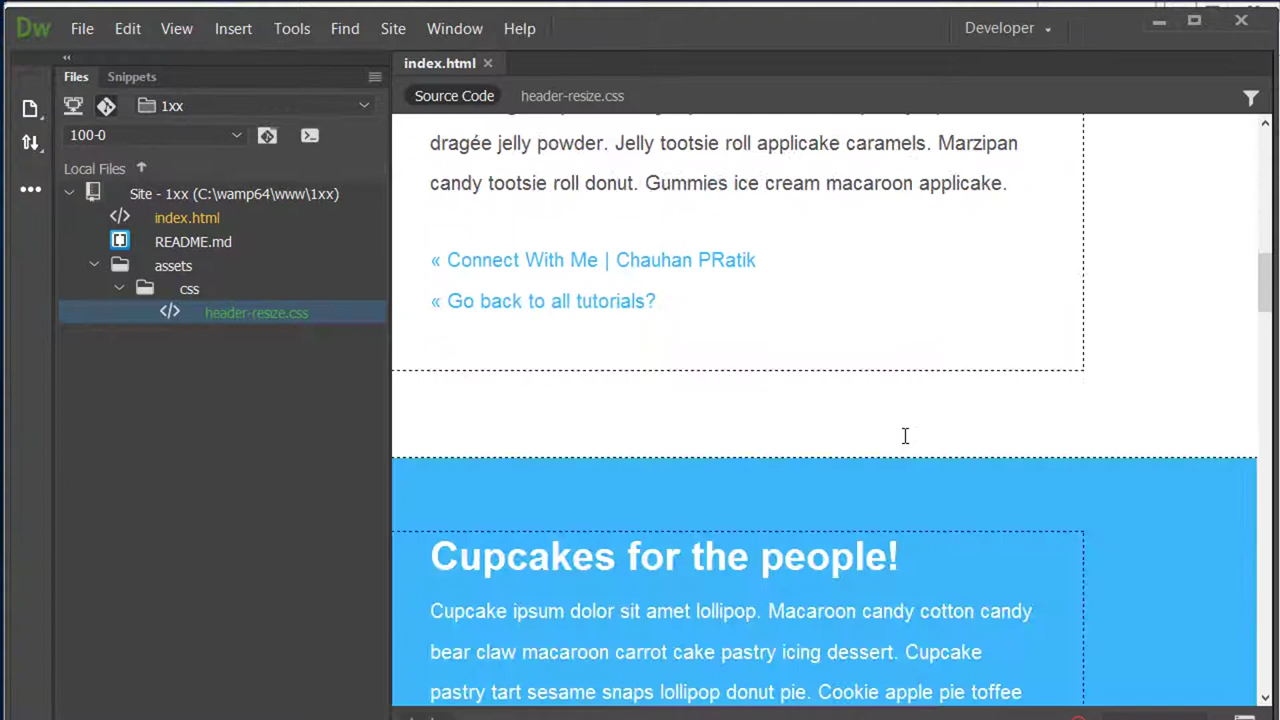 Dw File Edit View Insert Tools Find Site Window Help Developer
Files Snippets
index.html
1xx
Source Code header-resize.css
100-0
Local Files
Site - 1xx (C:\wamp64\www\1xx)
index.html
README.md
assets
css
header-resize.css
dragée jelly powder. Jelly tootsie roll applicake caramels. Marzipan
candy tootsie roll donut. Gummies ice cream macaroon applicake.
« Connect With Me | Chauhan PRatik
« Go back to all tutorials?
Cupcakes for the people!
Cupcake ipsum dolor sit amet lollipop. Macaroon candy cotton candy
bear claw macaroon carrot cake pastry icing dessert. Cupcake
pastry tart sesame snaps lollipop donut pie. Cookie apple pie toffee